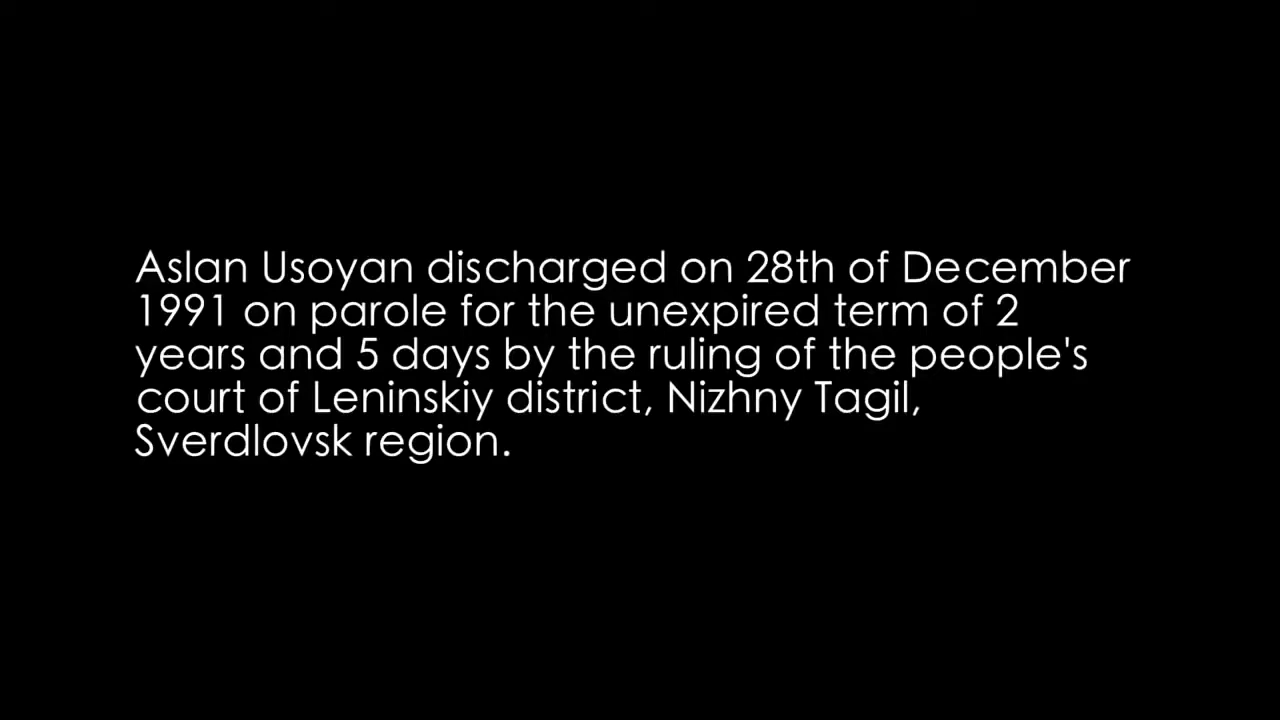 Aslan Usoyan discharged on 28th of December
1991 on parole for the unexpired term of 2
years and 5 days by the ruling of the people's
court of Leninskiy district, Nizhny Tagil,
Sverdlovsk region.